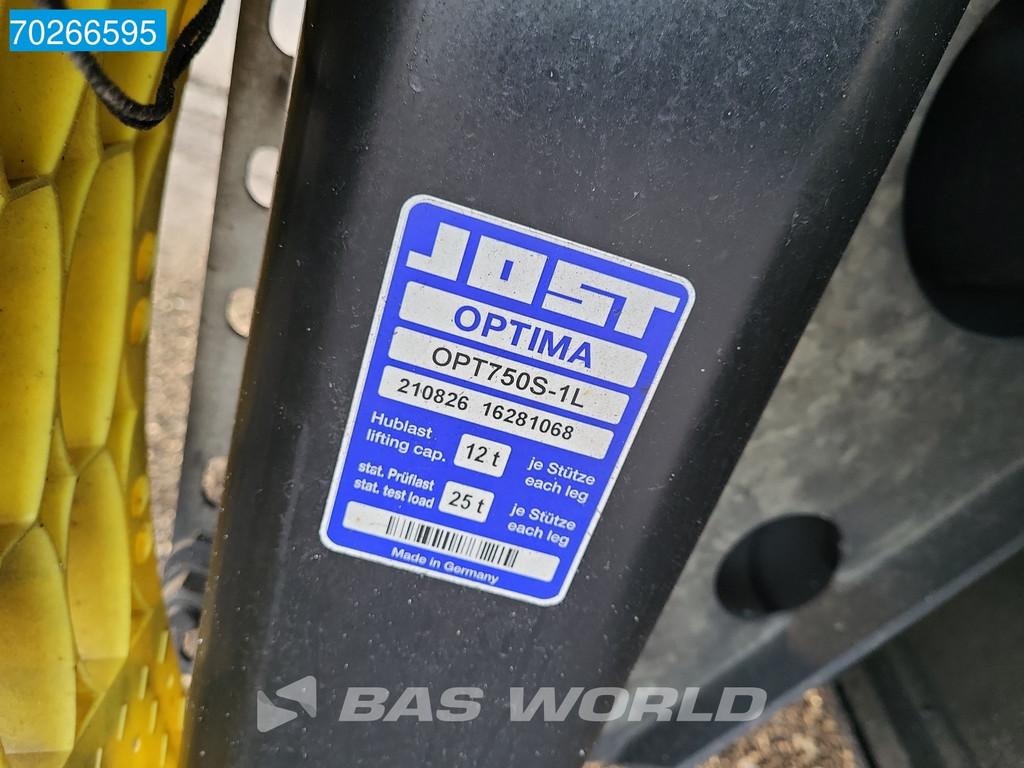 70266595
JOST
OPTIMA
OPT750S-1L
210826 16281068
Hublast
lifting cap.
12 t
je Stütze
each leg
stat. Prüflast
stat. test load
25 t
je Stütze
each leg
Made in Germany
BAS WORLD